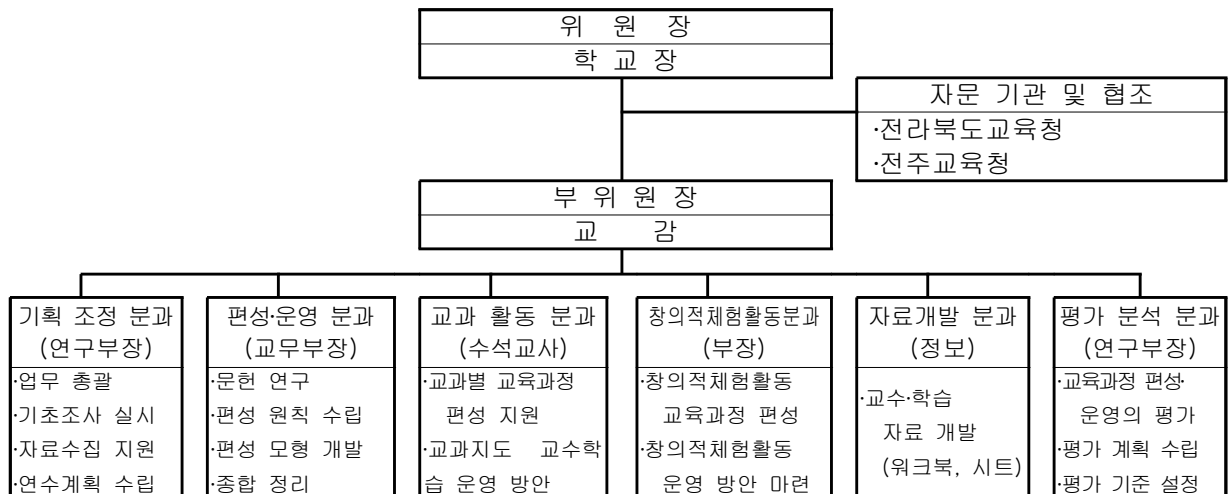 위 원 장
학 교 장
자문 기관 및 협조
·전라북도교육청
·전주교육청
부 위 원 장
교 감
기획 조정 분과
(연구부장)
·업무 총괄
·기초조사 실시
·자료수집 지원
·연수계획 수립
편성·운영 분과
(교무부장)
·문헌 연구
·편성 원칙 수립
·편성 모형 개발
·종합 정리
교과 활동 분과
(수석교사)
·교과별 교육과정
편성 지원
·교과지도 교수학
습 운영 방안
창의적체험활동분과
(부장)
·창의적체험활동
교육과정 편성
·창의적체험활동
운영 방안 마련
자료개발 분과
(정보)
·교수·학습
자료 개발
(워크북, 시트)
평가 분석 분과
(연구부장)
·교육과정 편성·
운영의 평가
·평가 계획 수립
·평가 기준 설정